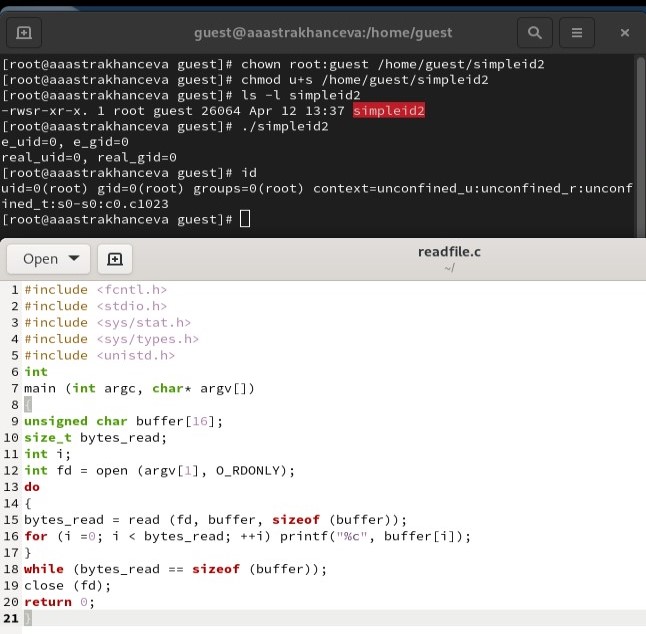 guest@aaastrakhanceva:/home/guest
[root@aaastrakhanceva guest]# chown root:guest /home/guest/simpleid2
[root@aaastrakhanceva guest]# chmod u+s /home/guest/simpleid2
[root@aaastrakhanceva guest]# ls -l simpleid2
-rwsr-xr-x. 1 root guest 26064 Apr 12 13:37 simpleid2
[root@aaastrakhanceva guest]# ./simpleid2
e_uid=0, e_gid=0
real_uid=0, real_gid=0
[root@aaastrakhanceva guest]# id
uid=0(root) gid=0(root) groups=0(root) context=unconfined_u:unconfined_r:unconf
ined_t:s0-s0:c0.c1023
[root@aaastrakhanceva guest]#
Open
readfile.c
~/
1 #include <fcntl.h>
2 #include <stdio.h>
3 #include <sys/stat.h>
4 #include <sys/types.h>
5 #include <unistd.h>
6 int
7 main (int argc, char* argv[])
8 {
9 unsigned char buffer[16];
10 size_t bytes_read;
11 int i;
12 int fd = open (argv[1], O_RDONLY);
13 do
14 {
15 bytes_read = read (fd, buffer, sizeof (buffer));
16 for (i =0; i < bytes_read; ++i) printf("%c", buffer[i]);
17 }
18 while (bytes_read == sizeof (buffer));
19 close (fd);
20 return 0;
21 }